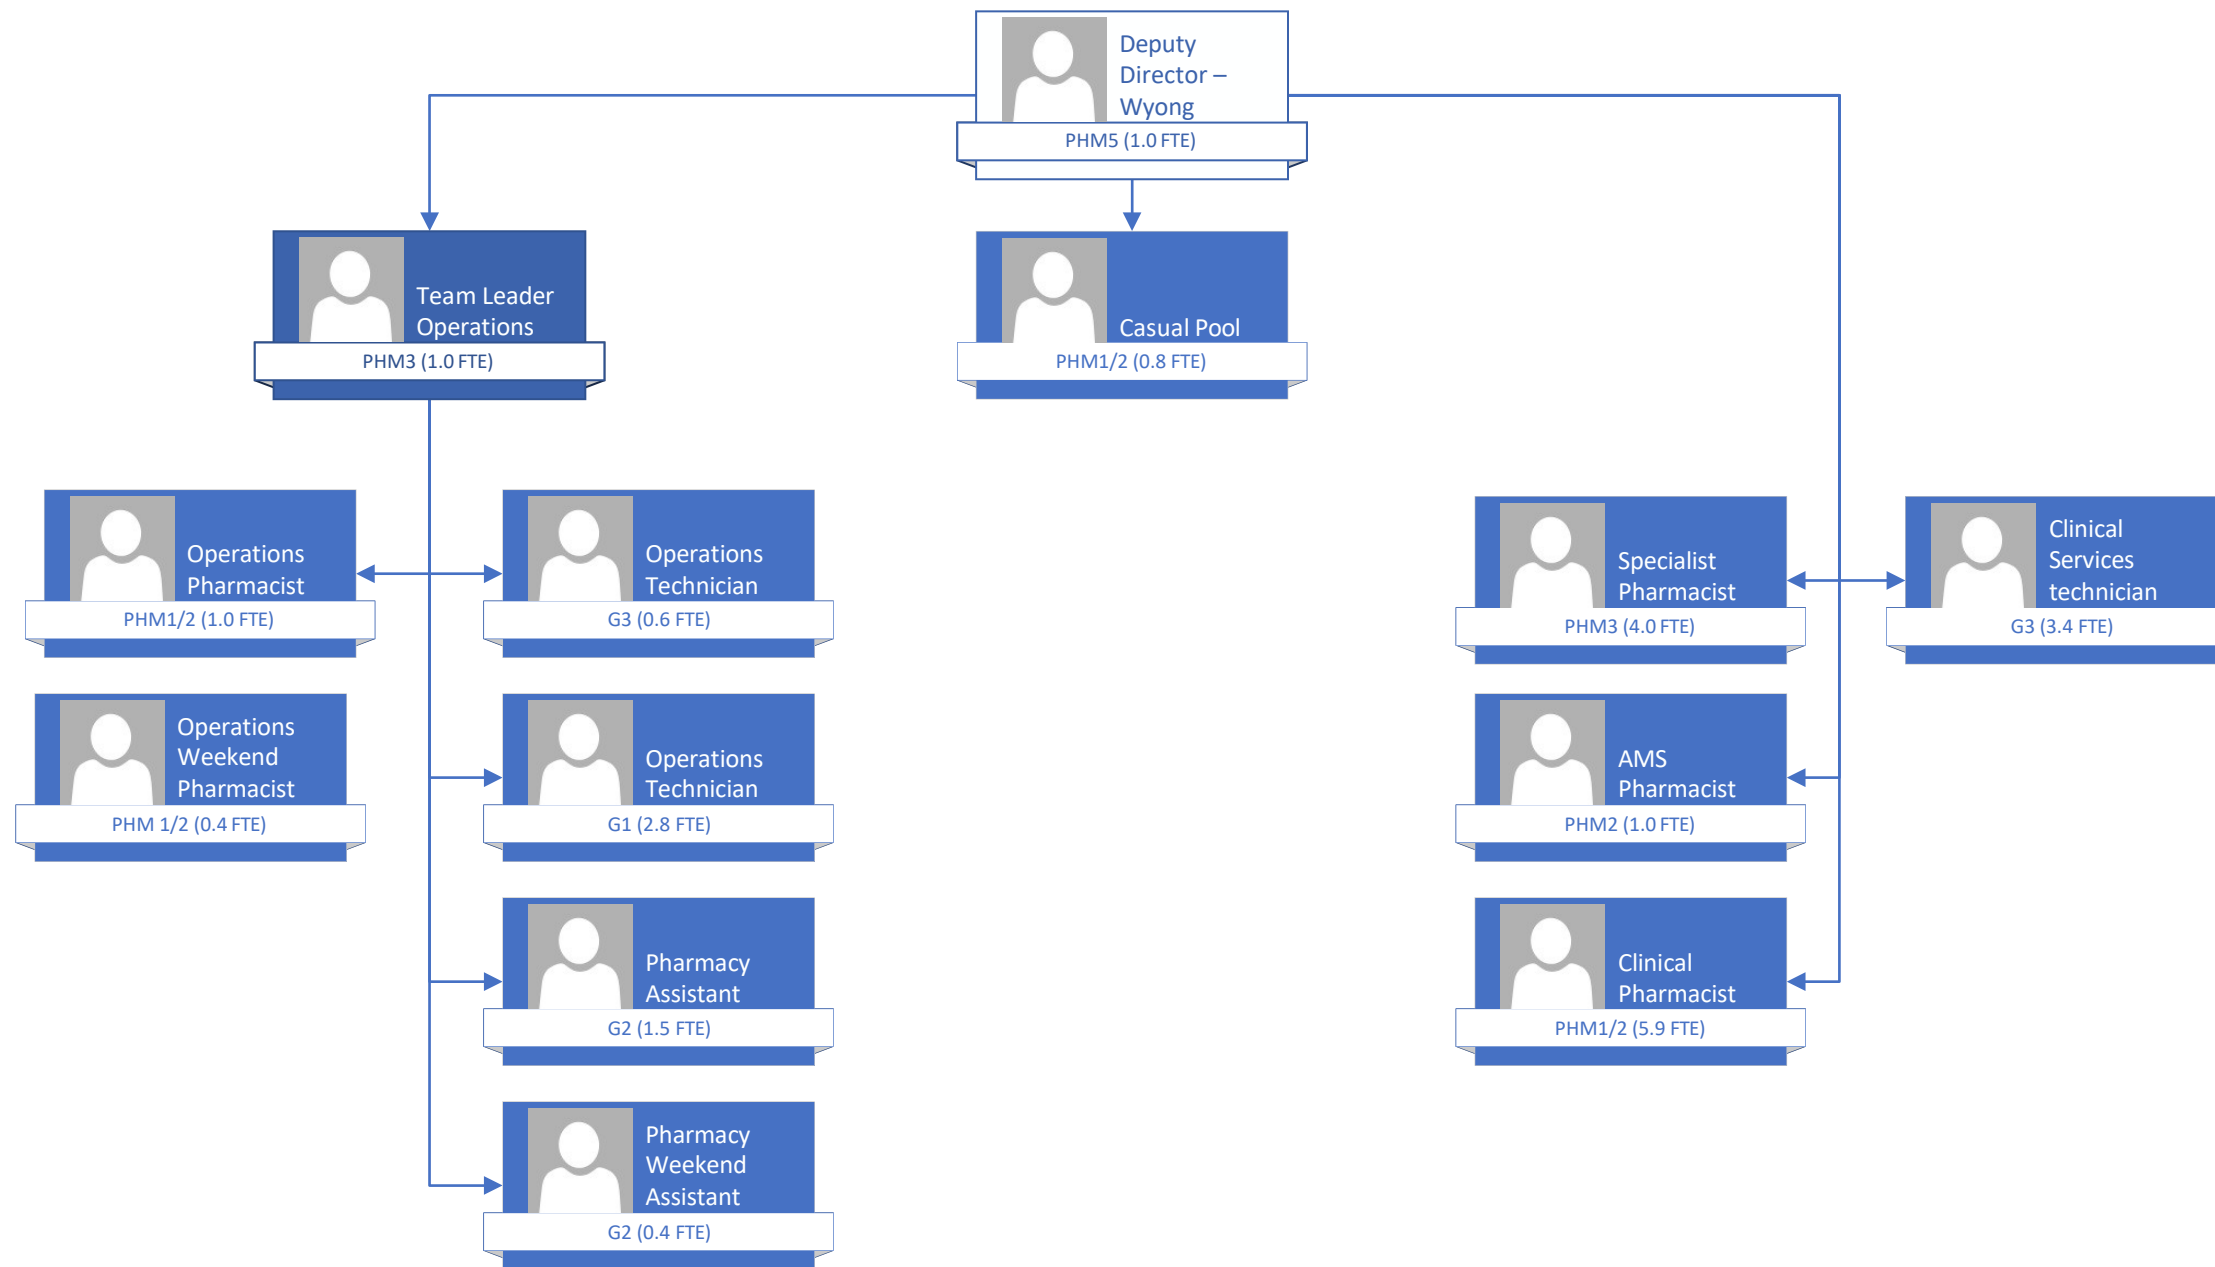 Deputy
Director –
Wyong
PHM5 (1.0 FTE)
Team Leader
Operations
PHM3 (1.0 FTE)
Casual Pool
PHM1/2 (0.8 FTE)
Operations
Pharmacist
PHM1/2 (1.0 FTE)
Operations
Technician
G3 (0.6 FTE)
Specialist
Pharmacist
PHM3 (4.0 FTE)
Clinical
Services
technician
G3 (3.4 FTE)
Operations
Weekend
Pharmacist
PHM 1/2 (0.4 FTE)
Operations
Technician
G1 (2.8 FTE)
AMS
Pharmacist
PHM2 (1.0 FTE)
Pharmacy
Assistant
G2 (1.5 FTE)
Clinical
Pharmacist
PHM1/2 (5.9 FTE)
Pharmacy
Weekend
Assistant
G2 (0.4 FTE)